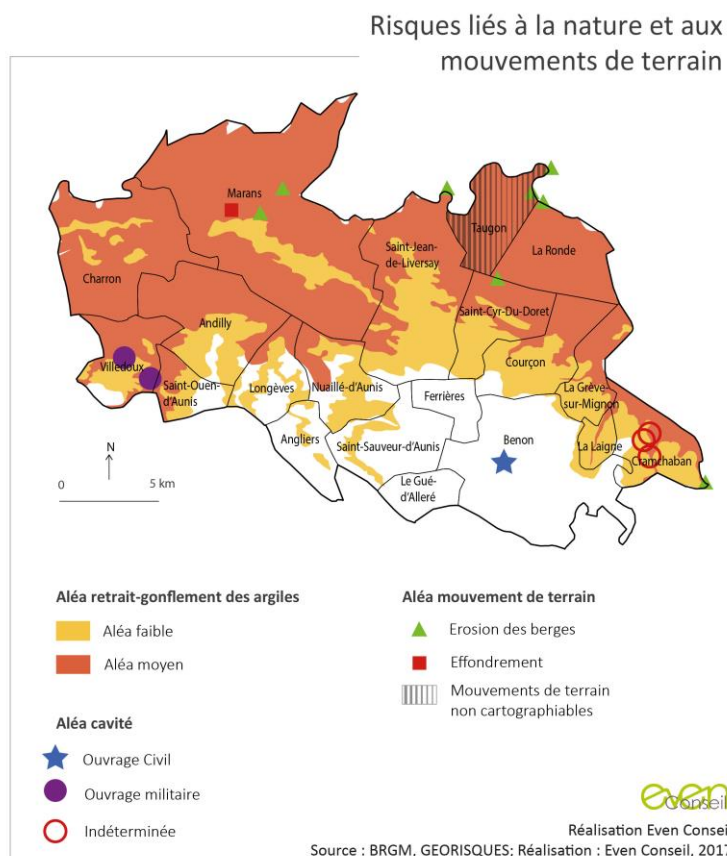 Risques liés à la nature et aux
mouvements de terrain
Marans
Taugon
Saint-Jean-
de-Liversay
La Ronde
Charron
Saint-Cyr-Du-Doret
Andilly
Courçon
Villedoux
Saint-Ouen-
d'Aunis
Longèves
Nuaillé-d'Aunis
La Grève-
sur-Mignon
Ferrières
Angliers
Saint-Sauveur-d'Aunis
Benon
La Laigne
Cramchaban
Le Gué-
d'Alleré
N
0 5 km
Aléa retrait-gonflement des argiles
Aléa faible
Aléa moyen
Aléa cavité
Ouvrage Civil
Ouvrage militaire
Indéterminée
Aléa mouvement de terrain
Erosion des berges
Effondrement
Mouvements de terrain
non cartographiables
even
Conseil
Réalisation Even Consei
Source : BRGM, GEORISQUES; Réalisation : Even Conseil, 2017